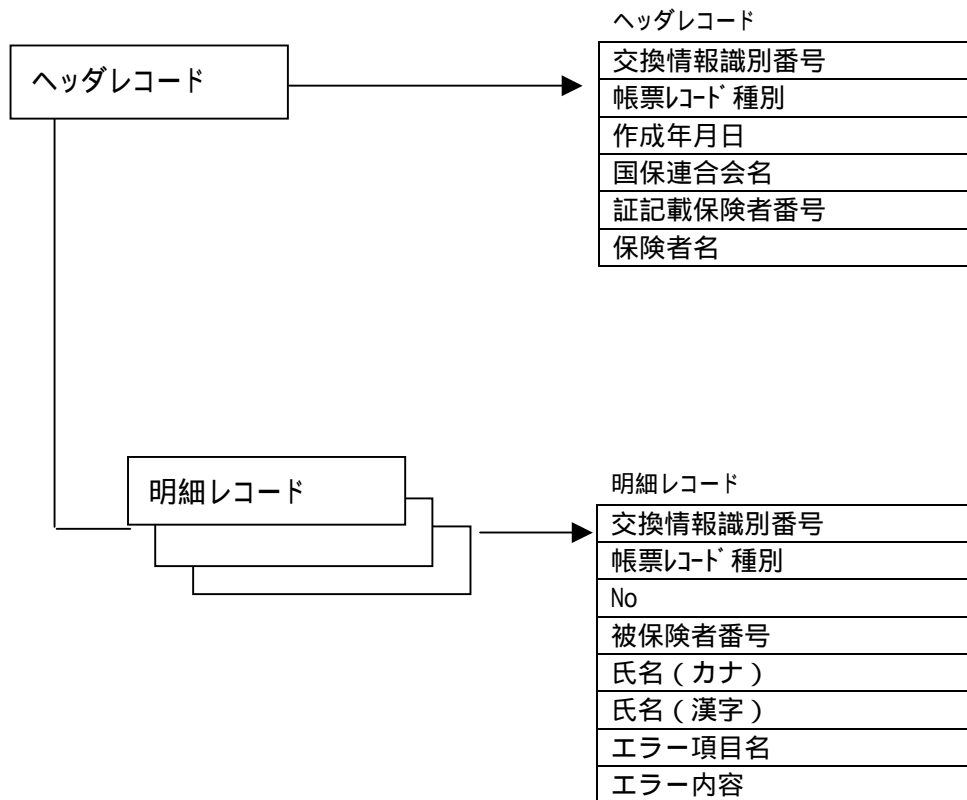 ヘッダレコード
ヘッダレコード
交換情報識別番号
帳票ﾚｺｰﾄﾞ種別
作成年月日
国保連合会名
証記載保険者番号
保険者名
明細レコード
明細レコード
交換情報識別番号
帳票ﾚｺｰﾄﾞ種別
No
被保険者番号
氏名(カナ)
氏名(漢字)
エラー項目名
エラー内容